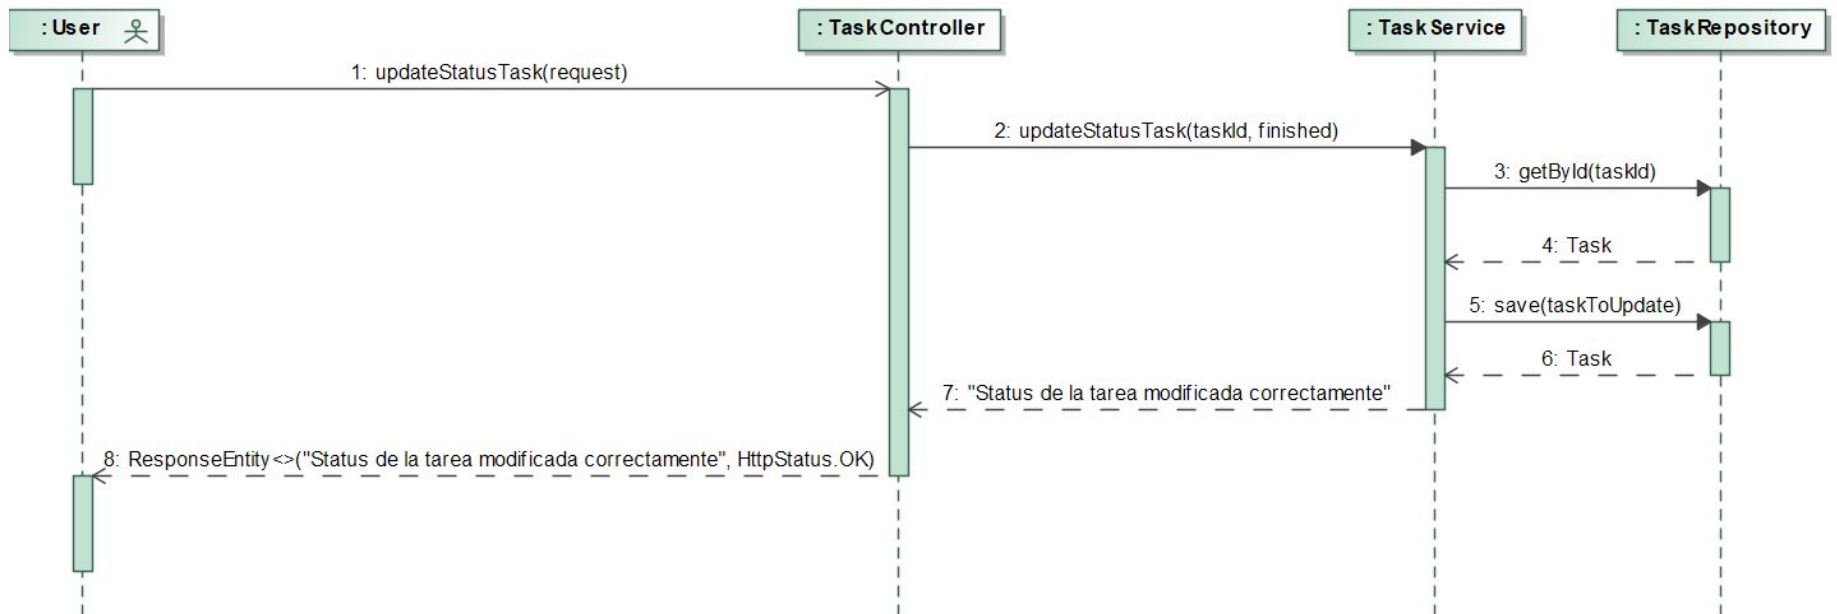 : User
: TaskController
: TaskService
: TaskRepository
1: updateStatusTask(request)
2: updateStatusTask(taskId, finished)
3: getById(taskId)
4: Task
5: save(taskToUpdate)
6: Task
7: "Status de la tarea modificada correctamente"
8: ResponseEntity<>("Status de la tarea modificada correctamente", HttpStatus.OK)